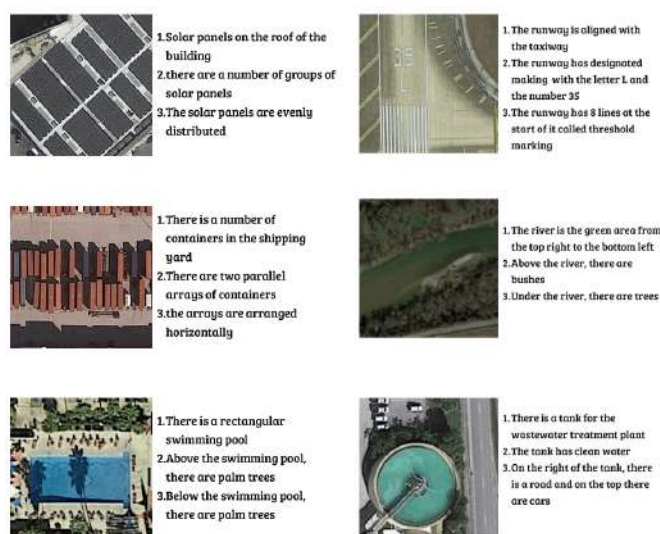 1.Solar panels on the roof of the
building
2.there are a number of groups of
solar panels
3.The solar panels are evenly
distributed
1.The runway is aligned with
the taxiway
2.The runway has designated
making with the letter L and
the number 35
3.The runway has 8 lines at the
start of it called threshold
marking
35
L
1.There is a number of
containers in the shipping
yard
2.There are two parallel
arrays of containers
3.the arrays are arranged
horizontally
1.The river is the green area from
the top right to the bottom left
2.Above the river, there are
bushes
3.Under the river, there are trees
1.There is a rectangular
swimming pool
2.Above the swimming pool,
there are palm trees
3.Below the swimming pool,
there are palm trees
1.There is a tank for the
wastewater treatment plant
2.The tank has clean water
3.On the right of the tank, there
is a road and on the top there
are cars